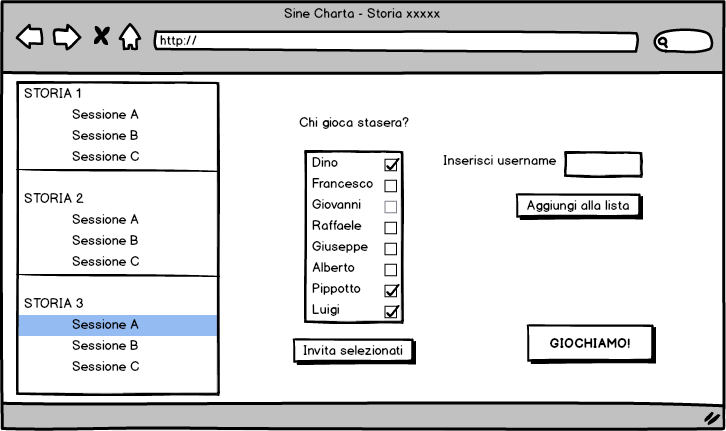 Sine Charta - Storia xxxxx
http://
STORIA 1
Sessione A
Sessione B
Sessione C
STORIA 2
Sessione A
Sessione B
Sessione C
STORIA 3
Sessione A
Sessione B
Sessione C
Chi gioca stasera?
Dino
Francesco
Giovanni
Raffaele
Giuseppe
Alberto
Pippotto
Luigi
Invita selezionati
Inserisci username
Aggiungi alla lista
GIOCHIAMO!